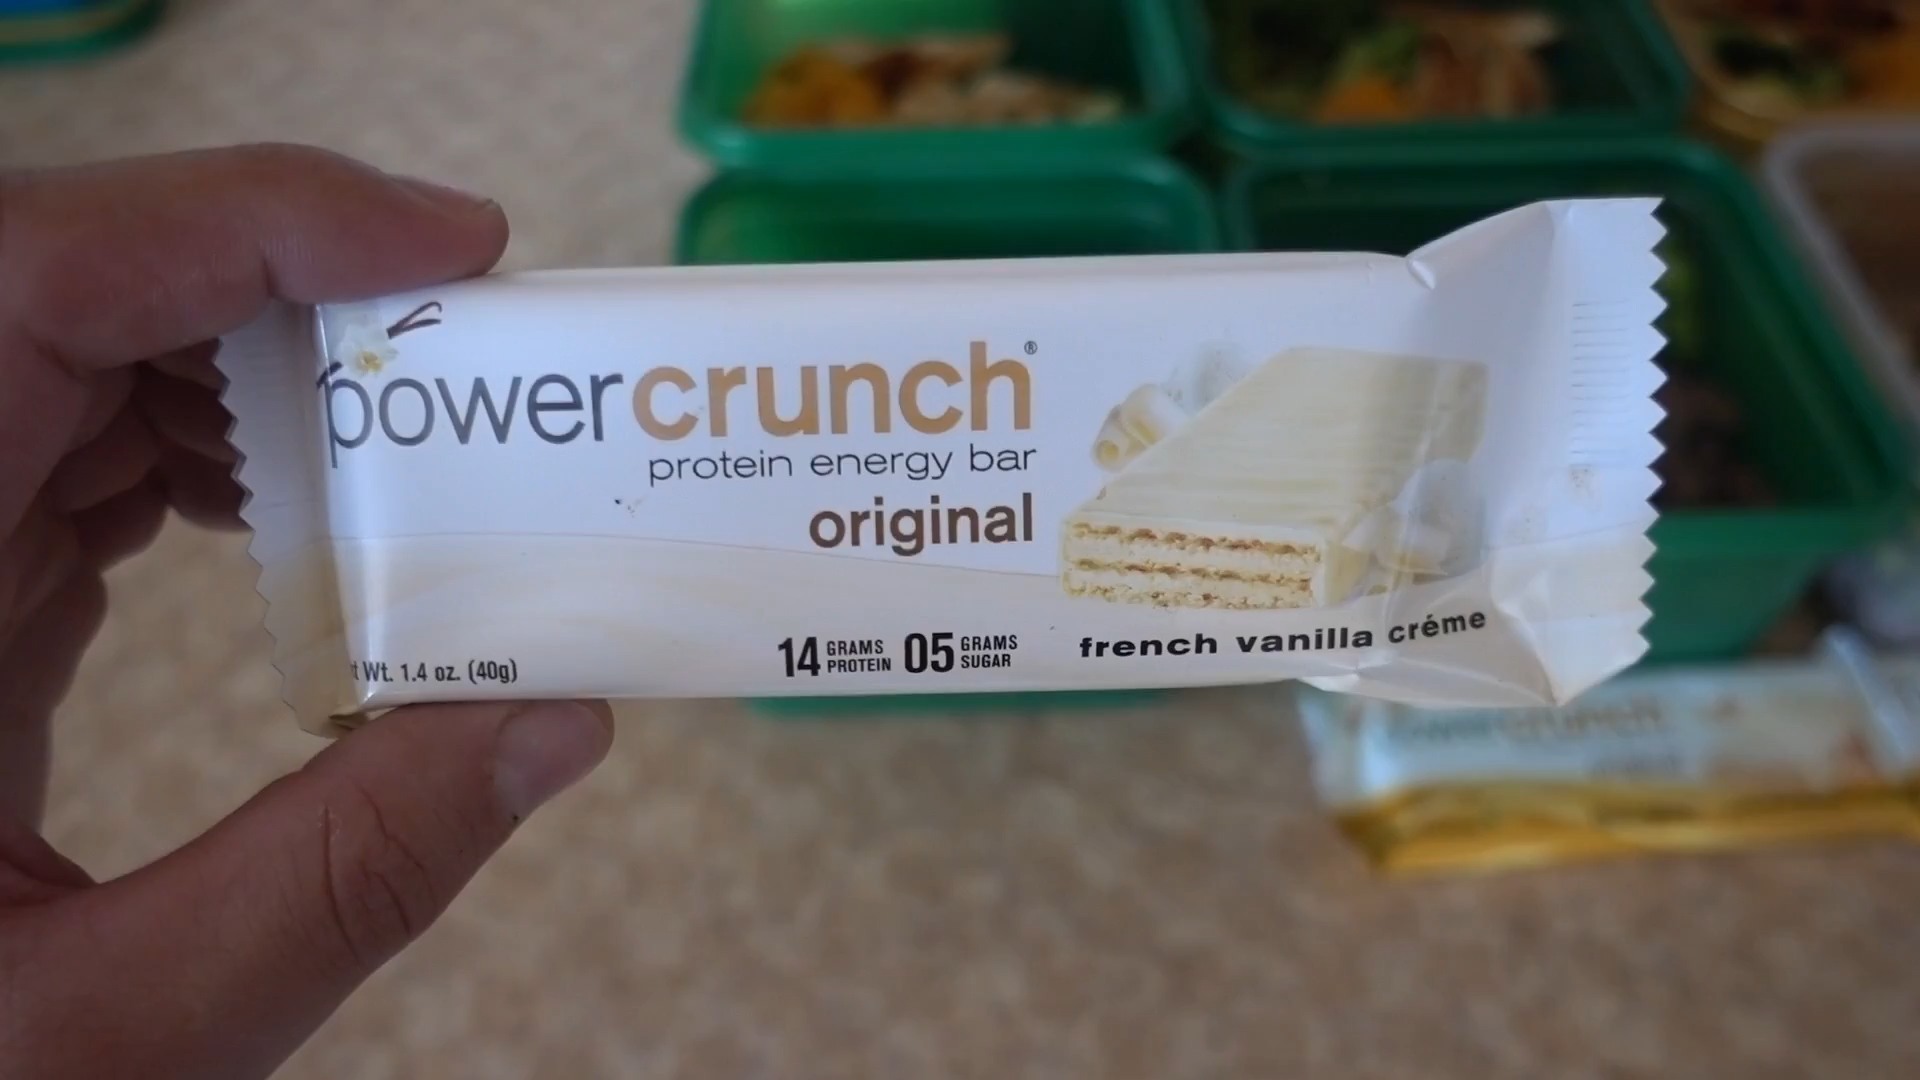 powercrunch®
protein energy bar
original
t Wt. 1.4 oz. (40g)
14 GRAMS PROTEIN 05 GRAMS SUGAR
french vanilla créme
powercrunch